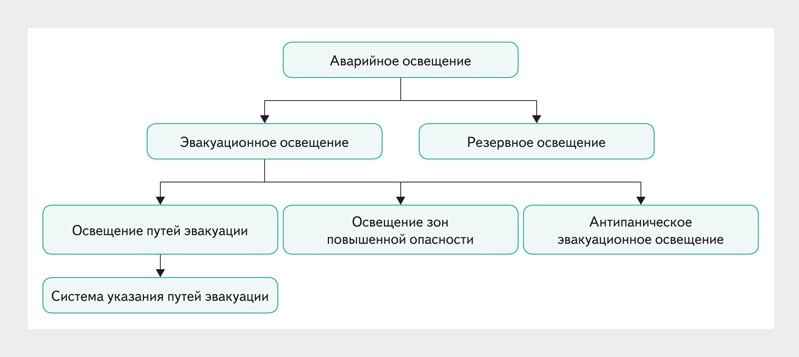 Аварийное освещение
Эвакуационное освещение
Резервное освещение
Освещение путей эвакуации
Освещение зон
повышенной опасности
Антипаническое
эвакуационное освещение
Система указания путей эвакуации